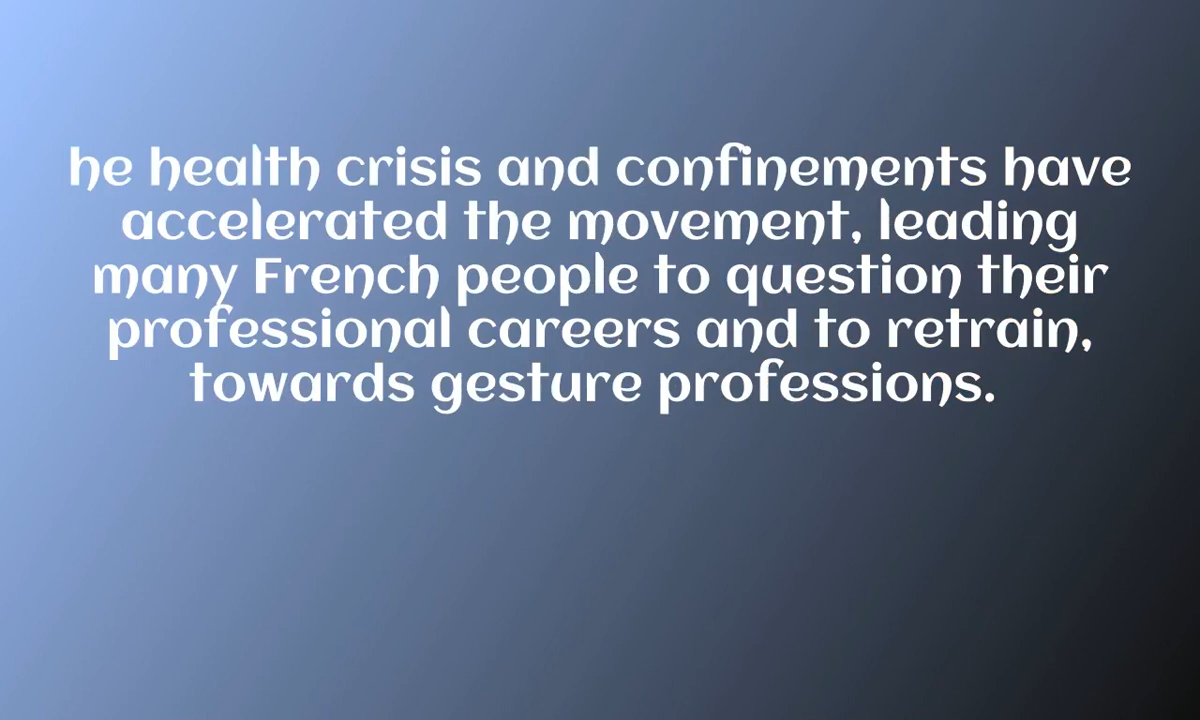 he health crisis and confinements have
accelerated the movement, leading
many French people to question their
professional careers and to retrain,
towards gesture professions.